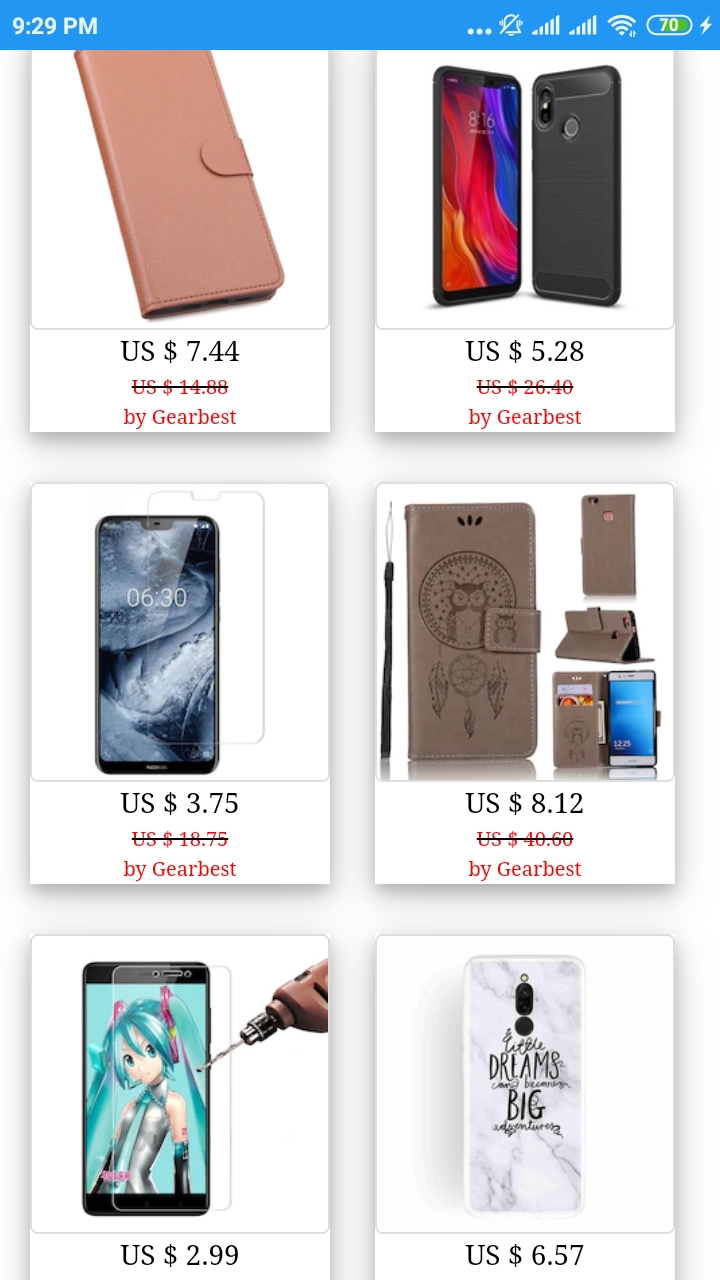 9:29 PM
70
8:16
US $ 7.44
US $ 5.28
US $ 14.88
US $ 26.40
by Gearbest
by Gearbest
06:30
NOKIA
12:25
US $ 3.75
US $ 8.12
US $ 18.75
US $ 40.60
by Gearbest
by Gearbest
little
DREAMS
can become
BIG
adventures
US $ 2.99
US $ 6.57